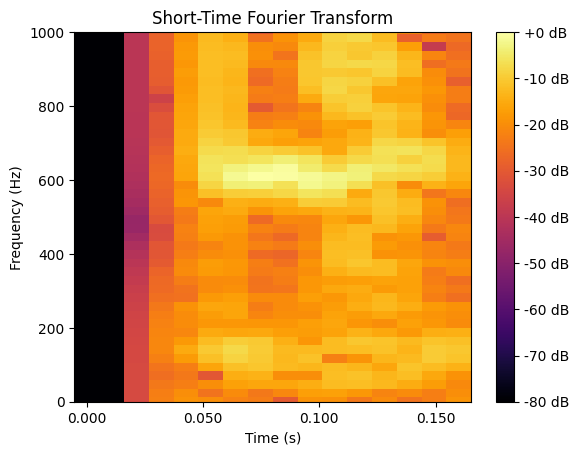 Short-Time Fourier Transform
1000
800
600
400
200
0
Frequency (Hz)
0.000
0.050
0.100
0.150
Time (s)
+0 dB
-10 dB
-20 dB
-30 dB
-40 dB
-50 dB
-60 dB
-70 dB
-80 dB